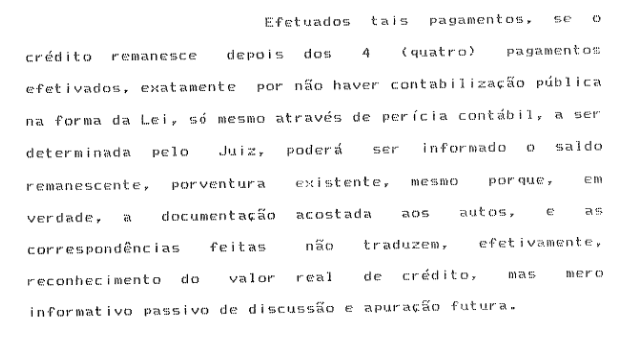 Efetuados tais pagamentos, se o
crédito remanesce depois dos 4 (quatro) pagamentos
efetivados, exatamente por não haver contabilização pública
na forma da Lei, só mesmo através de perícia contábil, a ser
determinada pelo Juiz, poderá ser informado o saldo
remanescente, porventura existente, mesmo porque, em
verdade, a documentação acostada aos autos, e as
correspondências feitas não traduzem, efetivamente,
reconhecimento do valor real de crédito, mas mero
informativo passivo de discussão e apuração futura.